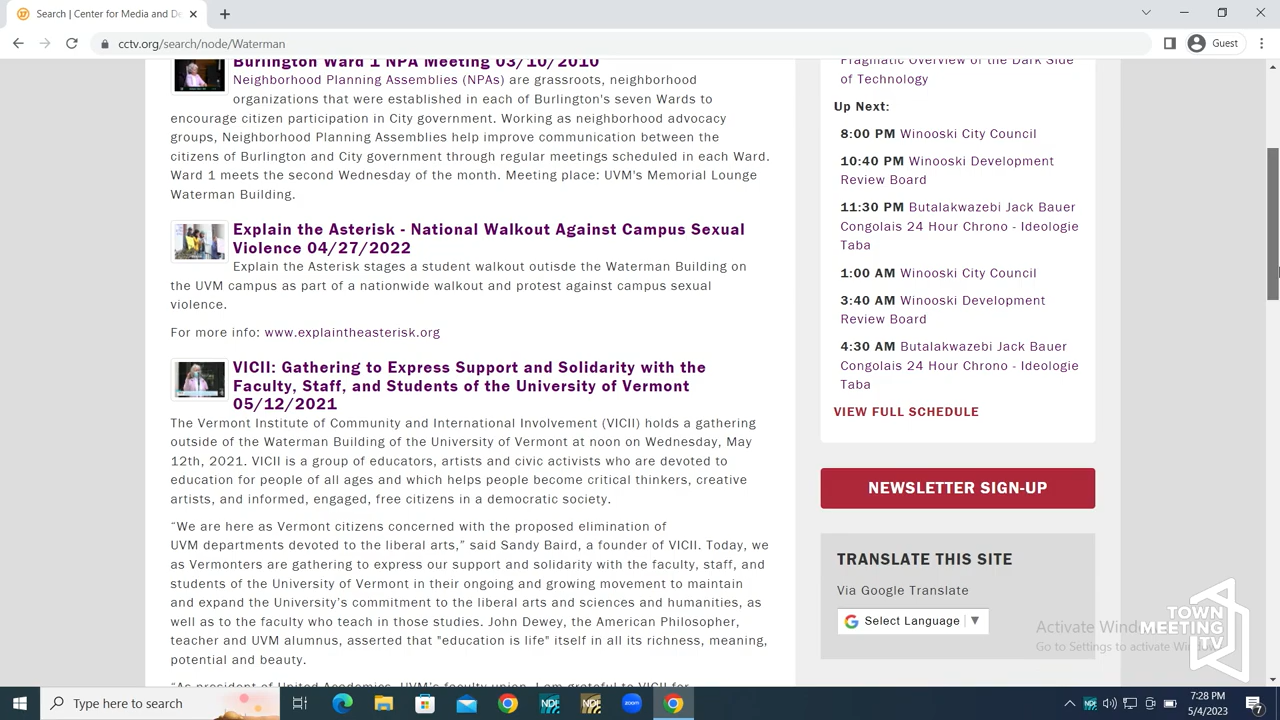 Search | Center for Media and De
cctv.org/search/node/Waterman
Guest
Burlington Ward 1 NPA Meeting 03/10/2010
Neighborhood Planning Assemblies (NPAs) are grassroots, neighborhood
organizations that were established in each of Burlington's seven Wards to
encourage citizen participation in City government. Working as neighborhood advocacy
groups, Neighborhood Planning Assemblies help improve communication between the
citizens of Burlington and City government through regular meetings scheduled in each Ward.
Ward 1 meets the second Wednesday of the month. Meeting place: UVM's Memorial Lounge
Waterman Building.
Explain the Asterisk - National Walkout Against Campus Sexual
Violence 04/27/2022
Explain the Asterisk stages a student walkout outisde the Waterman Building on
the UVM campus as part of a nationwide walkout and protest against campus sexual
violence.
For more info: www.explaintheasterisk.org
VICII: Gathering to Express Support and Solidarity with the
Faculty, Staff, and Students of the University of Vermont
05/12/2021
The Vermont Institute of Community and International Involvement (VICII) holds a gathering
outside of the Waterman Building of the University of Vermont at noon on Wednesday, May
12th, 2021. VICII is a group of educators, artists and civic activists who are devoted to
education for people of all ages and which helps people become critical thinkers, creative
artists, and informed, engaged, free citizens in a democratic society.
“We are here as Vermont citizens concerned with the proposed elimination of
UVM departments devoted to the liberal arts,” said Sandy Baird, a founder of VICII. Today, we
as Vermonters are gathering to express our support and solidarity with the faculty, staff, and
students of the University of Vermont in their ongoing and growing movement to maintain
and expand the University’s commitment to the liberal arts and sciences and humanities, as
well as to the faculty who teach in those studies. John Dewey, the American Philosopher,
teacher and UVM alumnus, asserted that "education is life" itself in all its richness, meaning,
potential and beauty.
“As president of United Academics, UVM’s faculty union, I am grateful to VICII for
Pragmatic Overview of the Dark Side
of Technology
Up Next:
8:00 PM Winooski City Council
10:40 PM Winooski Development
Review Board
11:30 PM Butalakwazebi Jack Bauer
Congolais 24 Hour Chrono - Ideologie
Taba
1:00 AM Winooski City Council
3:40 AM Winooski Development
Review Board
4:30 AM Butalakwazebi Jack Bauer
Congolais 24 Hour Chrono - Ideologie
Taba
VIEW FULL SCHEDULE
NEWSLETTER SIGN-UP
TRANSLATE THIS SITE
Via Google Translate
Select Language
Activate Wind
Go to Settings to activate Windows
TOWN
MEETING
TV
Type here to search
zoom
7:28 PM
5/4/2023